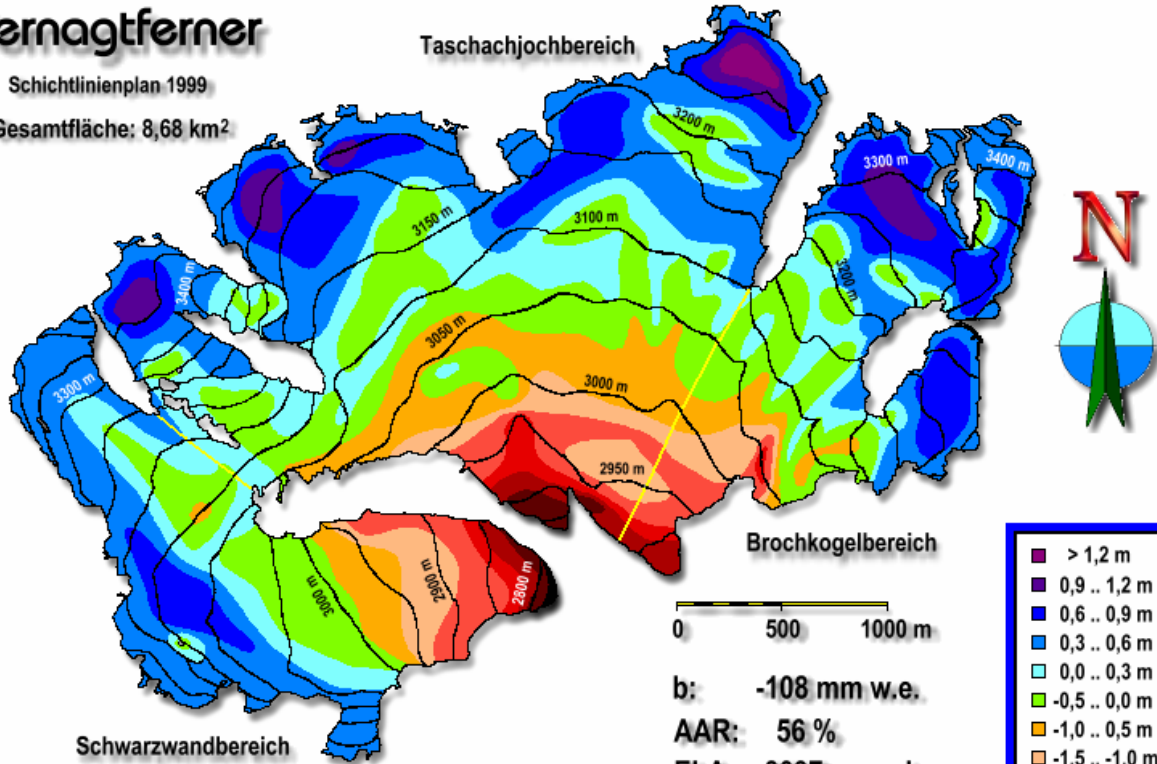 ernagtferner
Schichtlinienplan 1999
Gesamtfläche: 8,68 km²
Taschachjochbereich
3200 m
3300 m
3400 m
3150 m
3100 m
3200 m
3400 m
3050 m
3300 m
3000 m
2950 m
3000 m
2900 m
2800 m
N
Brochkogelbereich
0 500 1000 m
b: -108 mm w.e.
AAR: 56 %
Schwarzwandbereich
> 1,2 m
0,9 .. 1,2 m
0,6 .. 0,9 m
0,3 .. 0,6 m
0,0 .. 0,3 m
-0,5 .. 0,0 m
-1,0 .. 0,5 m
-1,5 .. -1,0 m